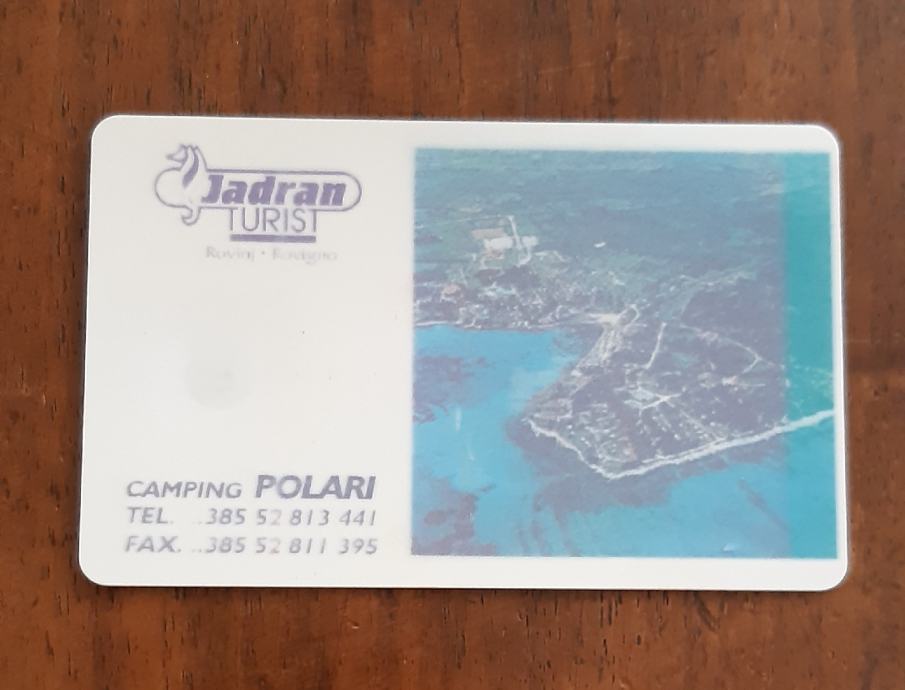 Jadran
TURIST
Rovinj • Rovigno
CAMPING POLARI
TEL. ..385 52 813 441
FAX. ..385 52 811 395